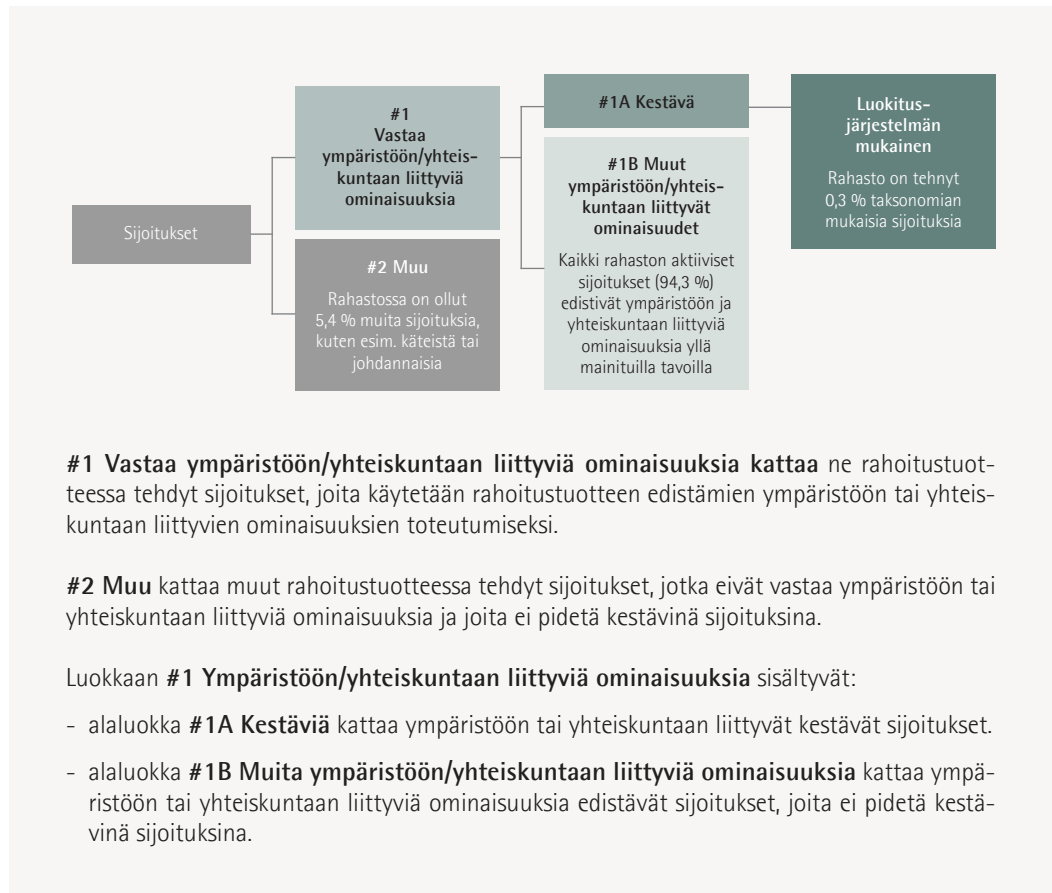 Sijoitukset
#1
Vastaa
ympäristöön/yhteis-
kuntaan liittyviä
ominaisuuksia
#2 Muu
Rahastossa on ollut
5,4 % muita sijoituksia,
kuten esim. käteistä tai
johdannaisia
#1A Kestävä
#1B Muut
ympäristöön/yhteis-
kuntaan liittyvät
ominaisuudet
Kaikki rahaston aktiiviset
sijoitukset (94,3 %)
edistivät ympäristöön ja
yhteiskuntaan liittyviä
ominaisuuksia yllä
mainituilla tavoilla
Luokitus-
järjestelmän
mukainen
Rahasto on tehnyt
0,3 % taksonomian
mukaisia sijoituksia
#1 Vastaa ympäristöön/yhteiskuntaan liittyviä ominaisuuksia kattaa ne rahoitustuot-
teessa tehdyt sijoitukset, joita käytetään rahoitustuotteen edistämien ympäristöön tai yhteis-
kuntaan liittyvien ominaisuuksien toteutumiseksi.
#2 Muu kattaa muut rahoitustuotteessa tehdyt sijoitukset, jotka eivät vastaa ympäristöön tai
yhteiskuntaan liittyviä ominaisuuksia ja joita ei pidetä kestävinä sijoituksina.
Luokkaan #1 Ympäristöön/yhteiskuntaan liittyviä ominaisuuksia sisältyvät:
- alaluokka #1A Kestäviä kattaa ympäristöön tai yhteiskuntaan liittyvät kestävät sijoitukset.
- alaluokka #1B Muita ympäristöön/yhteiskuntaan liittyviä ominaisuuksia kattaa ympä-
ristöön tai yhteiskuntaan liittyviä ominaisuuksia edistävät sijoitukset, joita ei pidetä kestä-
vinä sijoituksina.